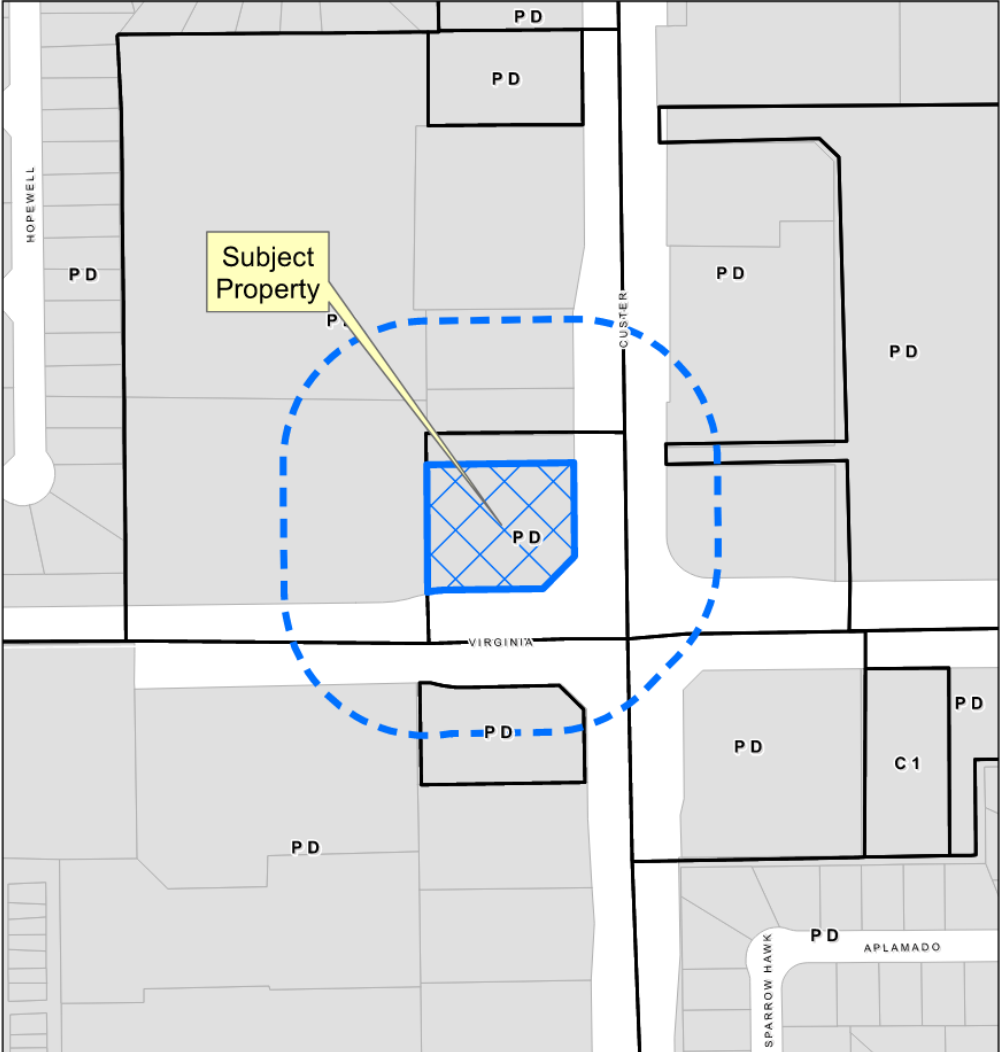 P D
P D
HOPEWELL
Subject
Property
P D
P D
P
CUSTER
P D
P D
VIRGINIA
P D
P D
P D
C 1
P D
P D
P D
APLAMADO
SPARROW HAWK